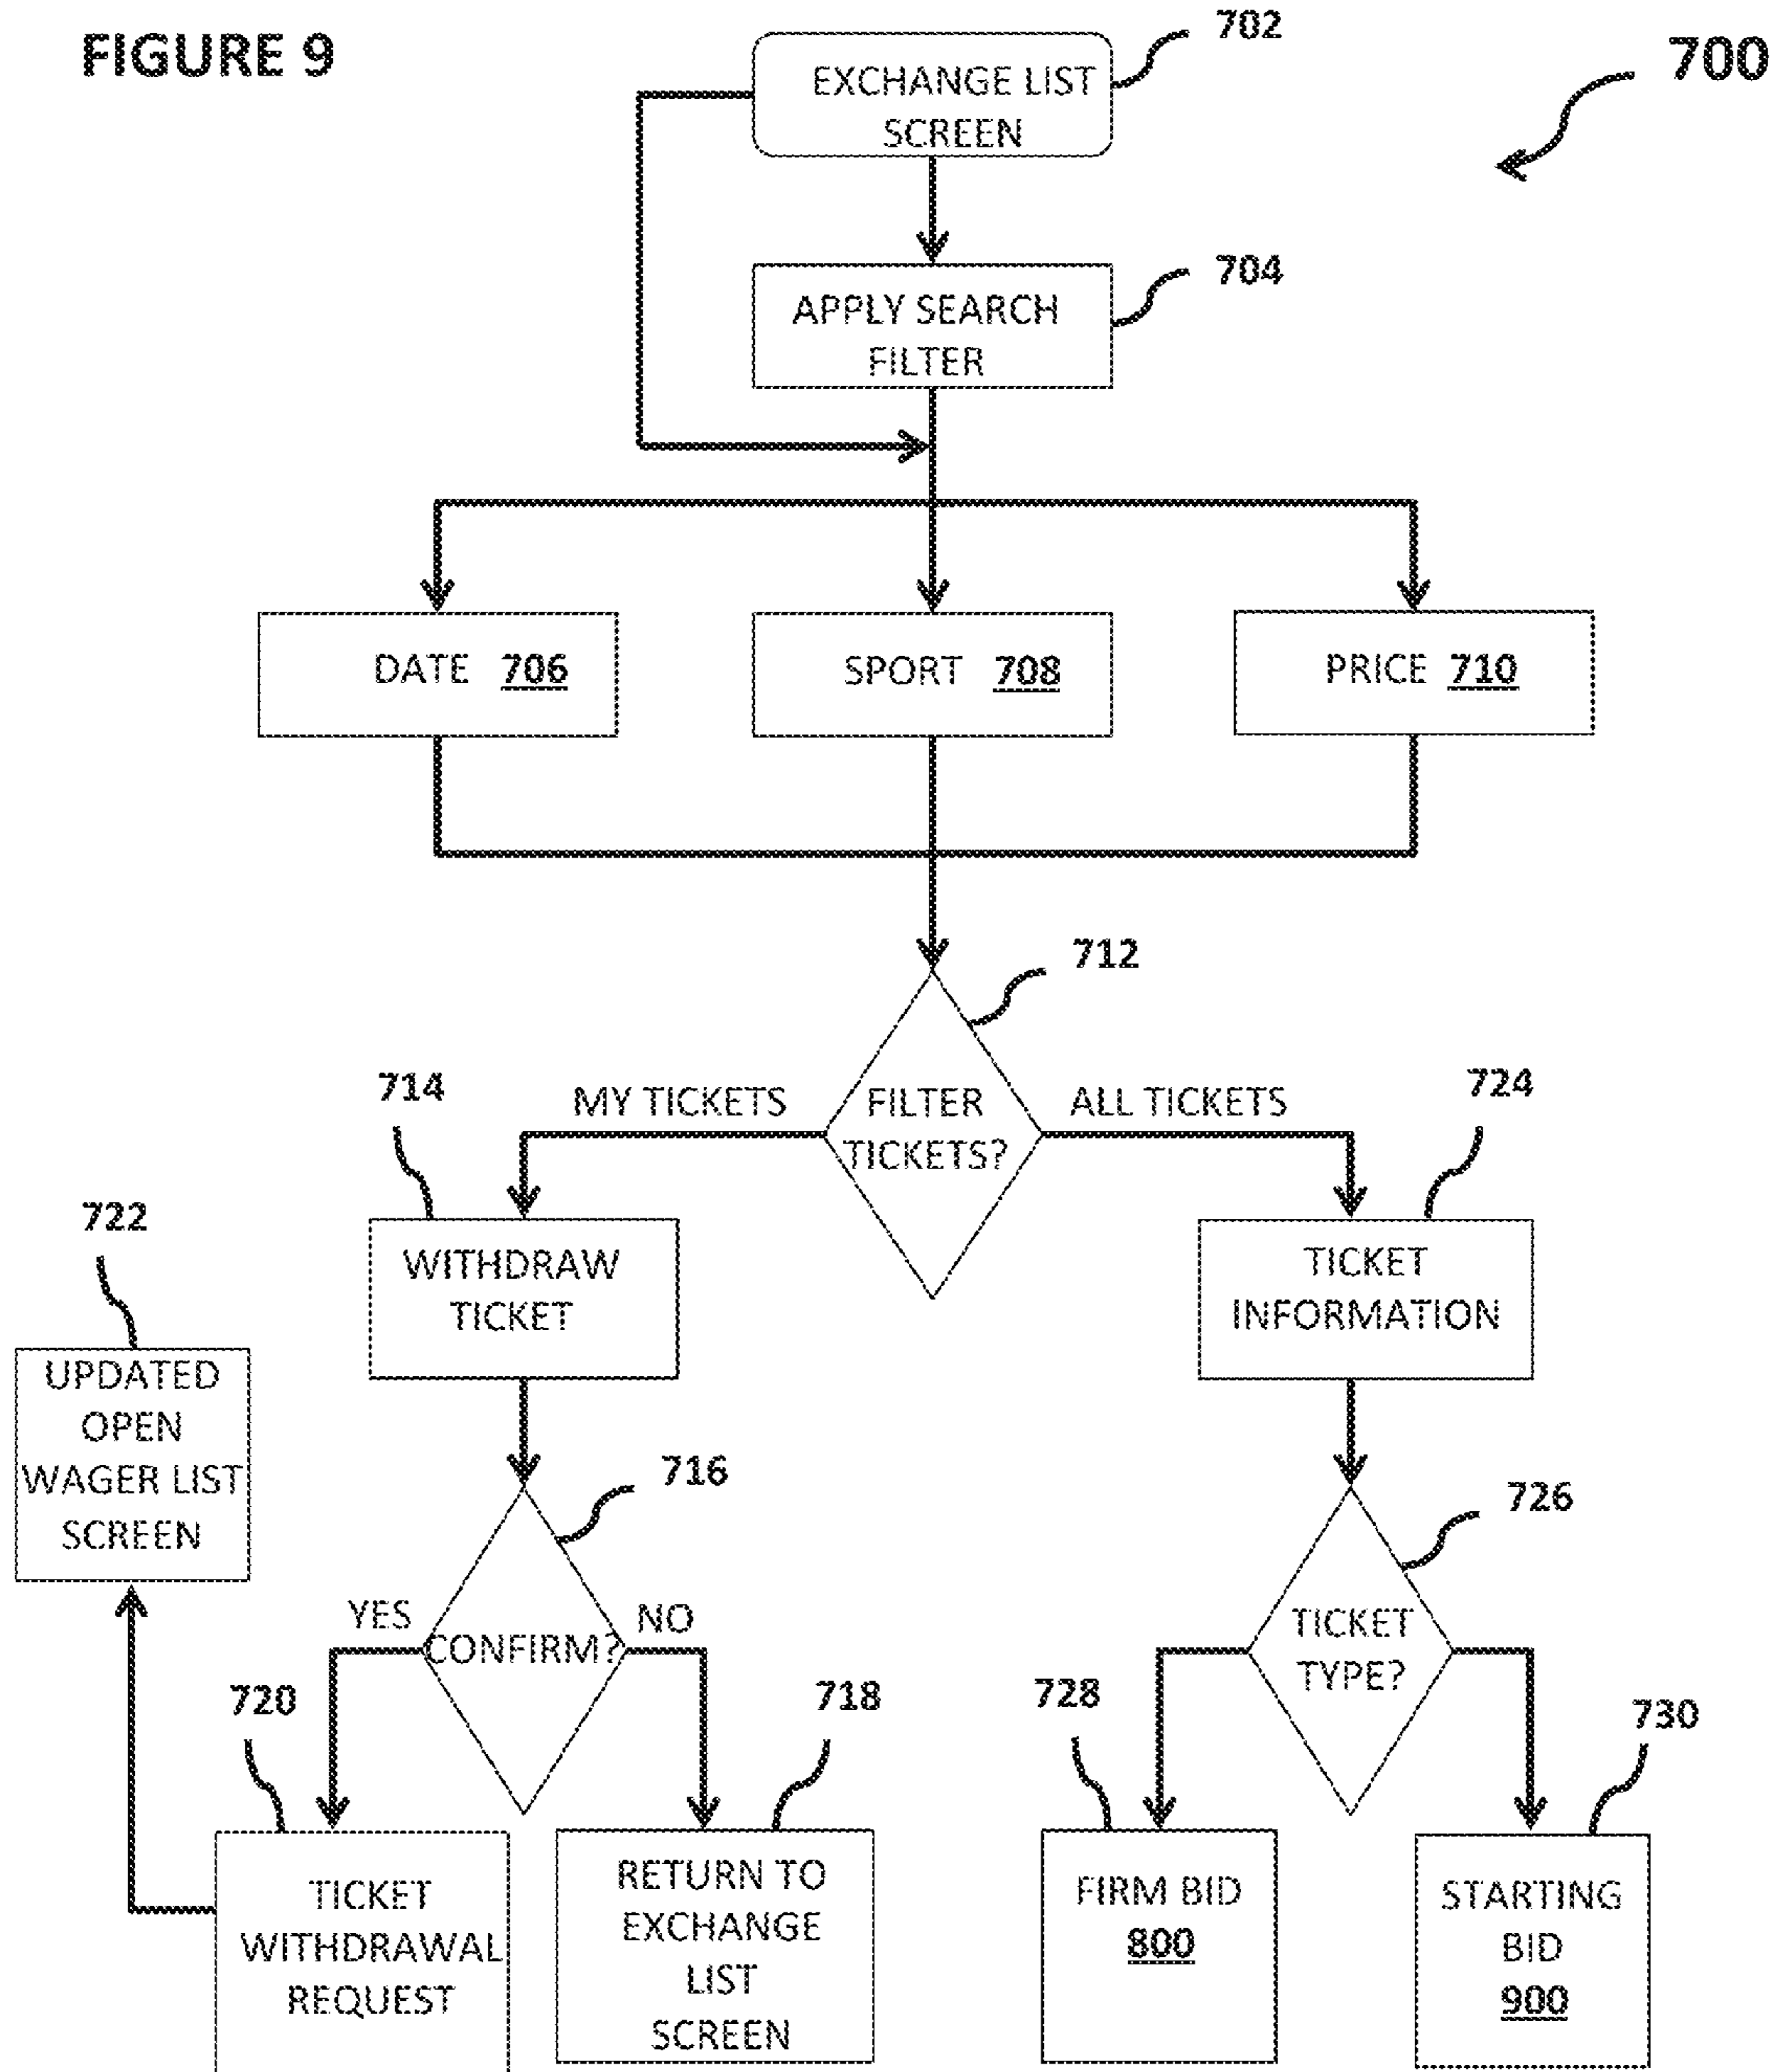 FIGURE 9
702
700
EXCHANGE LIST
SCREEN
704
APPLY SEARCH
FILTER
DATE 706
SPORT 708
PRICE 710
712
714
MY TICKETS
FILTER
TICKETS?
ALL TICKETS
724
722
WITHDRAW
TICKET
TICKET
INFORMATION
UPDATED
OPEN
WAGER LIST
SCREEN
716
726
YES
CONFIRM?
NO
TICKET
TYPE?
720
718
728
730
TICKET
WITHDRAWAL
REQUEST
RETURN TO
EXCHANGE
LIST
SCREEN
FIRM BID
800
STARTING
BID
900